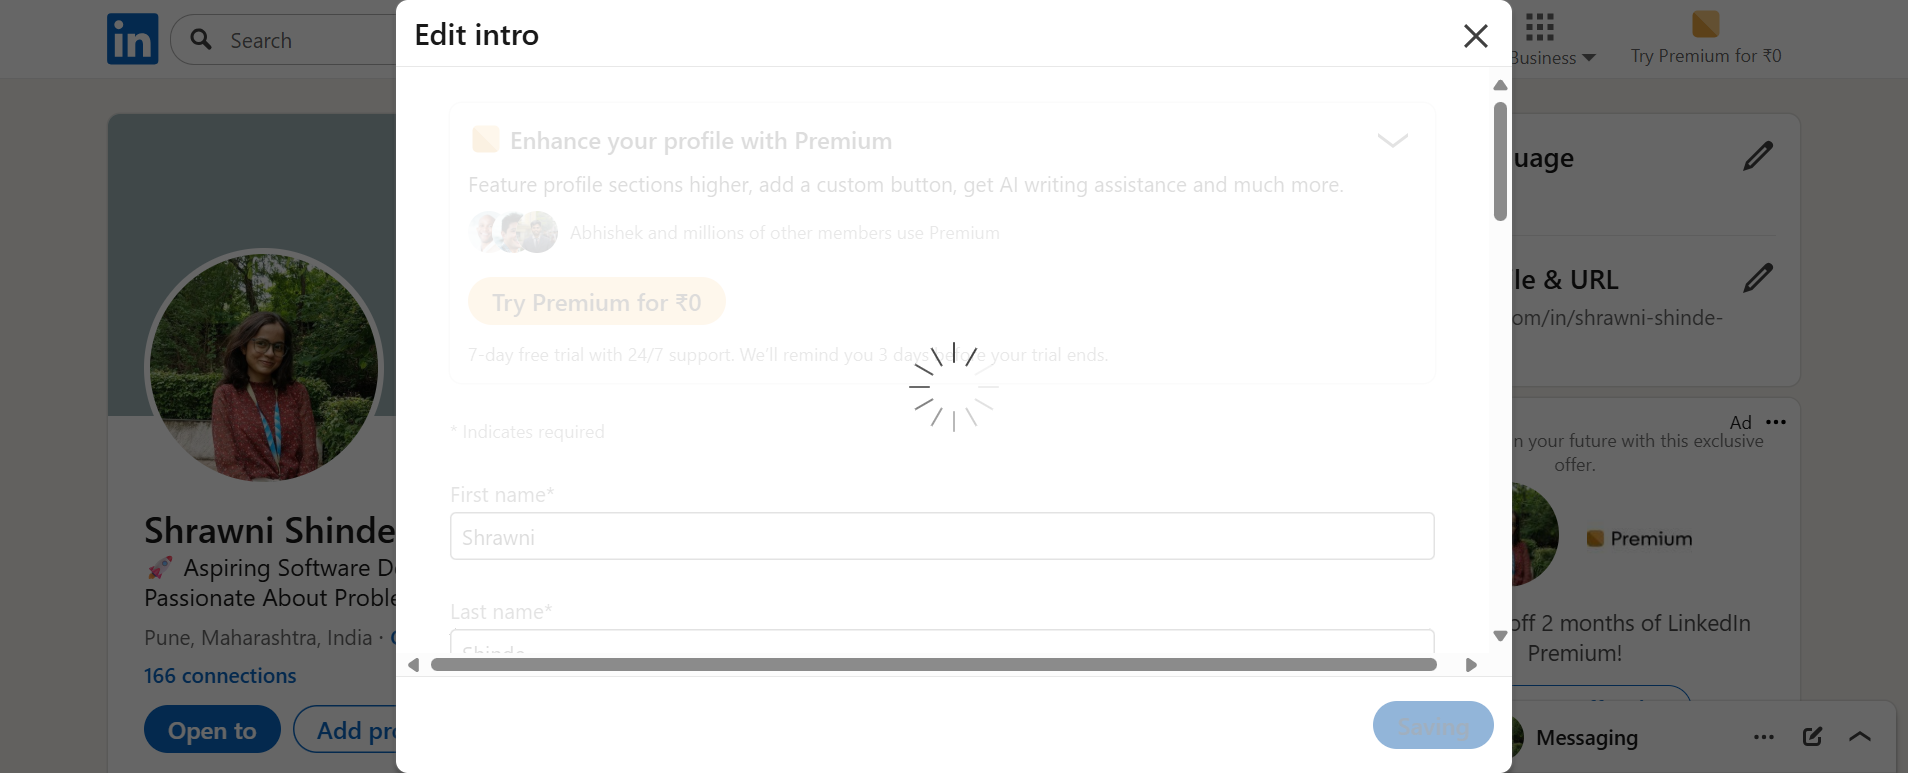 in
Search
Business
Try Premium for ₹0
Edit intro
Enhance your profile with Premium
Feature profile sections higher, add a custom button, get AI writing assistance and much more.
Abhishek and millions of other members use Premium
Try Premium for ₹0
7-day free trial with 24/7 support. We'll remind you 3 days before your trial ends.
* Indicates required
First name*
Shrawni
Last name*
Shinde
Saving
Shrawni Shinde
🚀 Aspiring Software D
Passionate About Proble
Pune, Maharashtra, India ·
166 connections
Open to
Add pro
uage
le & URL
om/in/shrawni-shinde-
Ad
n your future with this exclusive
offer.
Premium
off 2 months of LinkedIn
Premium!
Messaging